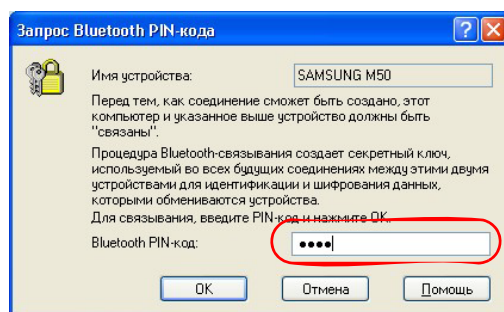 Запрос Bluetooth PIN-кода
Имя устройства: SAMSUNG M50
Перед тем, как соединение сможет быть создано, этот
компьютер и указанное выше устройство должны быть
"связаны".
Процедура Bluetooth-связывания создает секретный ключ,
используемый во всех будущих соединениях между этими двумя
устройствами для идентификации и шифрования данных,
которыми обмениваются устройства.
Для связывания, введите PIN-код и нажмите OK.
Bluetooth PIN-код: ●●●●
OK Отмена Помощь